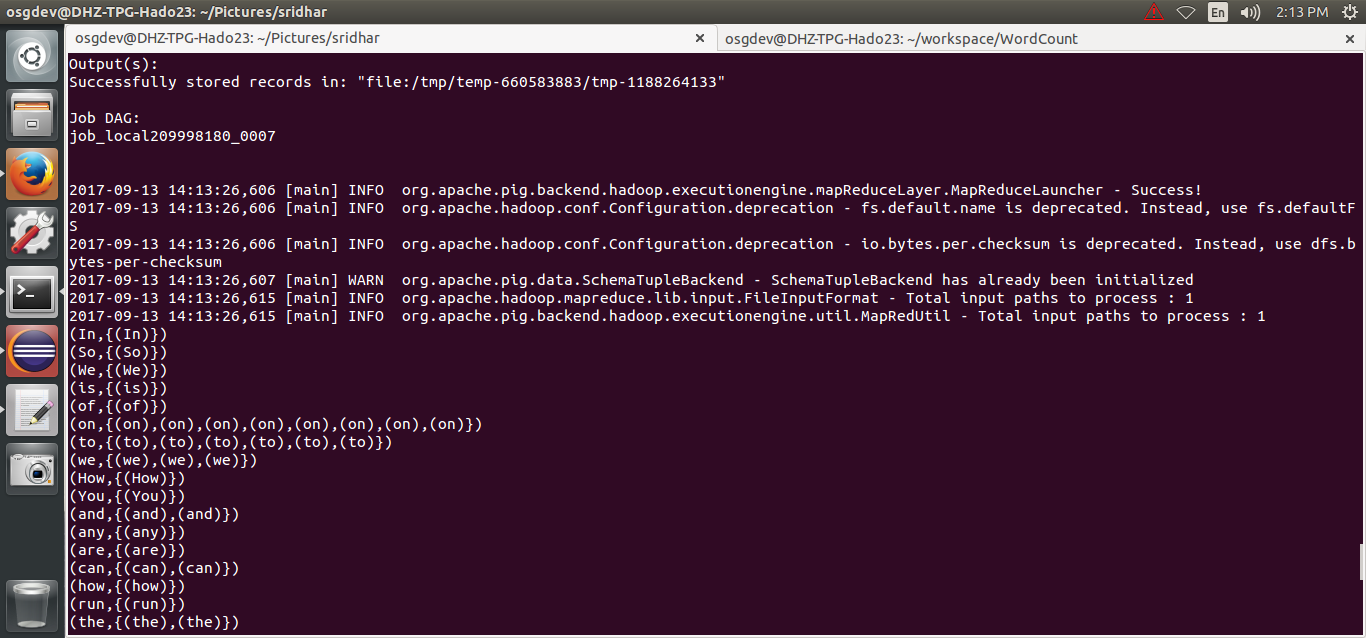 osgdev@DHZ-TPG-Hado23: ~/Pictures/sridhar
En
2:13 PM
osgdev@DHZ-TPG-Hado23: ~/Pictures/sridhar
osgdev@DHZ-TPG-Hado23: ~/workspace/WordCount
Output(s):
Successfully stored records in: "file:/tmp/temp-660583883/tmp-1188264133"
Job DAG:
job_local209998180_0007
2017-09-13 14:13:26,606 [main] INFO  org.apache.pig.backend.hadoop.executionengine.mapReduceLayer.MapReduceLauncher - Success!
2017-09-13 14:13:26,606 [main] INFO  org.apache.hadoop.conf.Configuration.deprecation - fs.default.name is deprecated. Instead, use fs.defaultF
S
2017-09-13 14:13:26,606 [main] INFO  org.apache.hadoop.conf.Configuration.deprecation - io.bytes.per.checksum is deprecated. Instead, use dfs.b
ytes-per-checksum
2017-09-13 14:13:26,607 [main] WARN  org.apache.pig.data.SchemaTupleBackend - SchemaTupleBackend has already been initialized
2017-09-13 14:13:26,615 [main] INFO  org.apache.hadoop.mapreduce.lib.input.FileInputFormat - Total input paths to process : 1
2017-09-13 14:13:26,615 [main] INFO  org.apache.pig.backend.hadoop.executionengine.util.MapRedUtil - Total input paths to process : 1
(In,{(In)})
(So,{(So)})
(We,{(We)})
(is,{(is)})
(of,{(of)})
(on,{(on),(on),(on),(on),(on),(on),(on),(on)})
(to,{(to),(to),(to),(to),(to),(to)})
(we,{(we),(we),(we)})
(How,{(How)})
(You,{(You)})
(and,{(and),(and)})
(any,{(any)})
(are,{(are)})
(can,{(can),(can)})
(how,{(how)})
(run,{(run)})
(the,{(the),(the)})